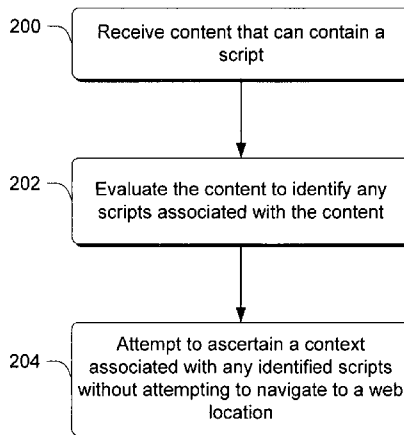 200
Receive content that can contain a
script
202
Evaluate the content to identify any
scripts associated with the content
204
Attempt to ascertain a context
associated with any identified scripts
without attempting to navigate to a web
location